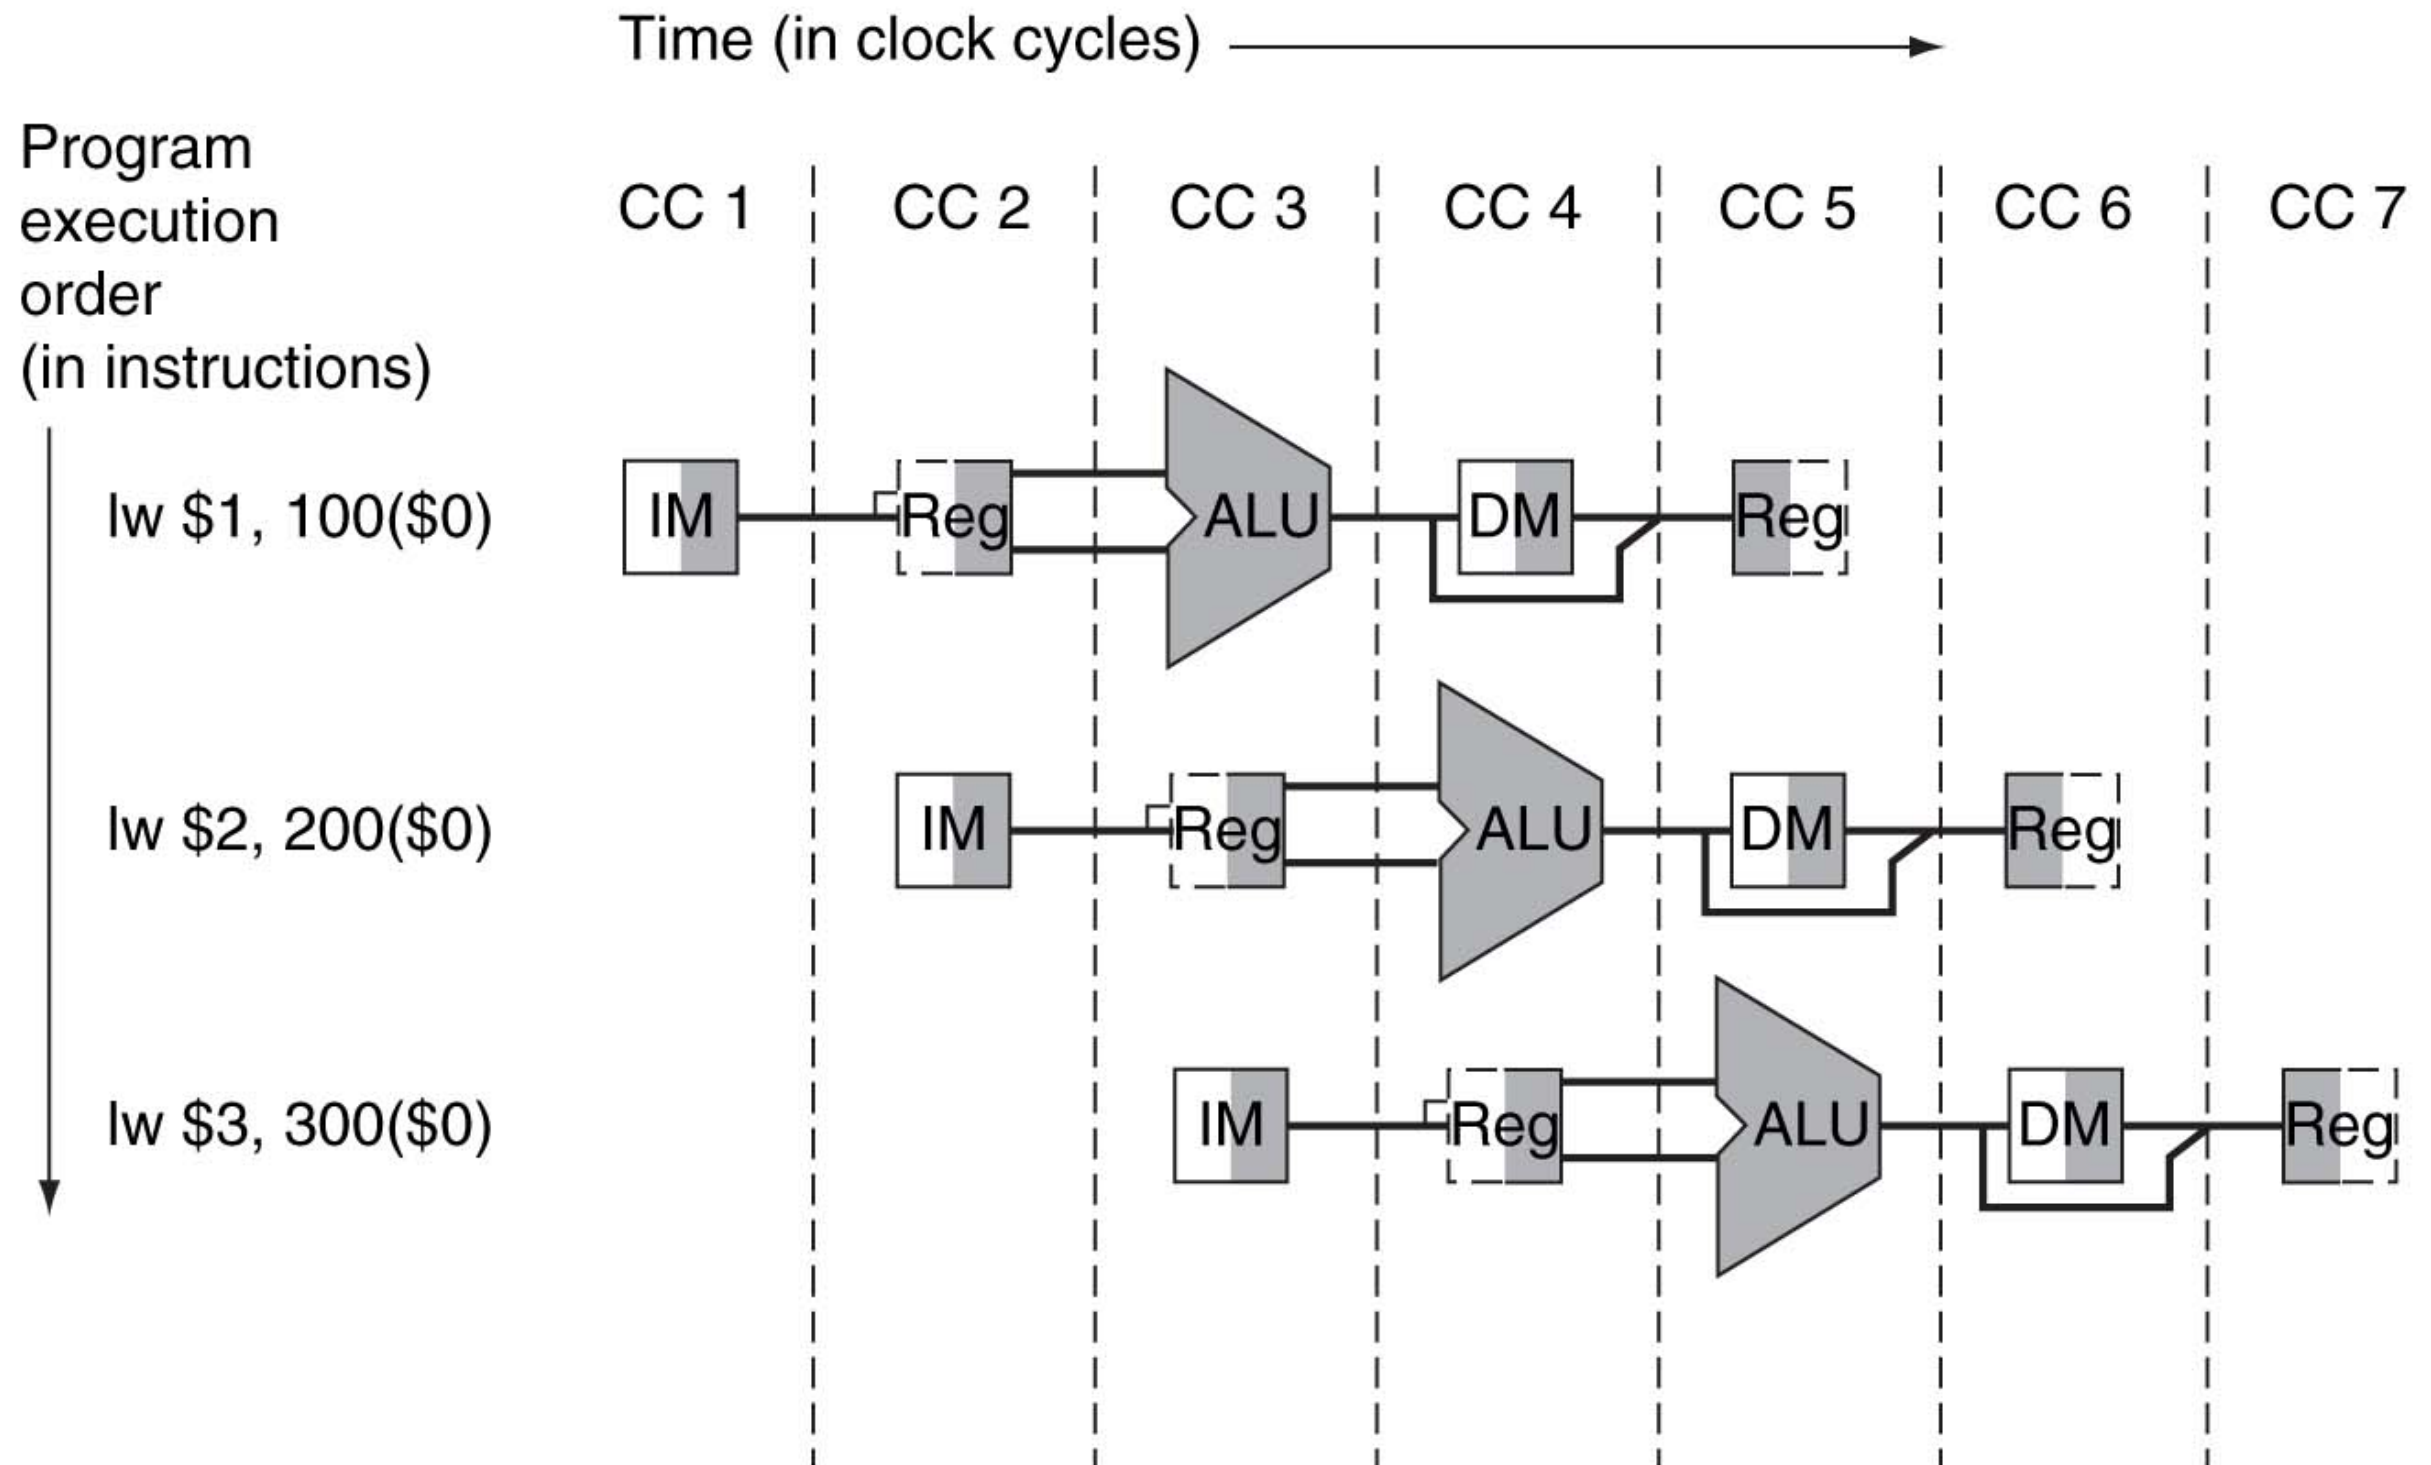 Time (in clock cycles)
Program
execution
order
(in instructions)
CC 1 CC 2 CC 3 CC 4 CC 5 CC 6 CC 7
lw $1, 100($0) IM Reg ALU DM Reg
lw $2, 200($0) IM Reg ALU DM Reg
lw $3, 300($0) IM Reg ALU DM Reg